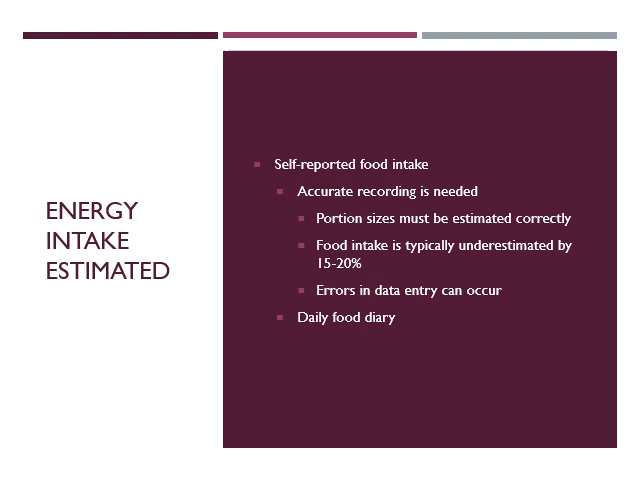 ENERGY
INTAKE
ESTIMATED
Self-reported food intake
Accurate recording is needed
Portion sizes must be estimated correctly
Food intake is typically underestimated by
15-20%
Errors in data entry can occur
Daily food diary